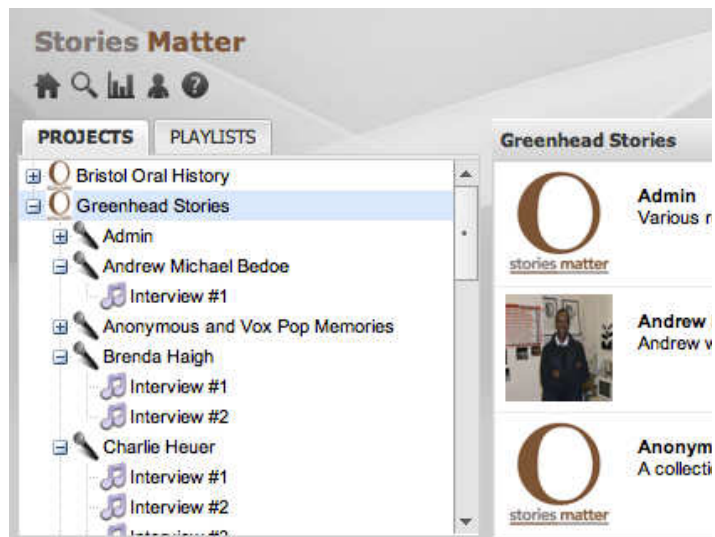 Stories Matter
PROJECTS
PLAYLISTS
Bristol Oral History
Greenhead Stories
Admin
Andrew Michael Bedoe
Interview #1
Anonymous and Vox Pop Memories
Brenda Haigh
Interview #1
Interview #2
Charlie Heuer
Interview #1
Interview #2
Greenhead Stories
stories matter
Admin
Various
Andrew
Andrew
stories matter
A